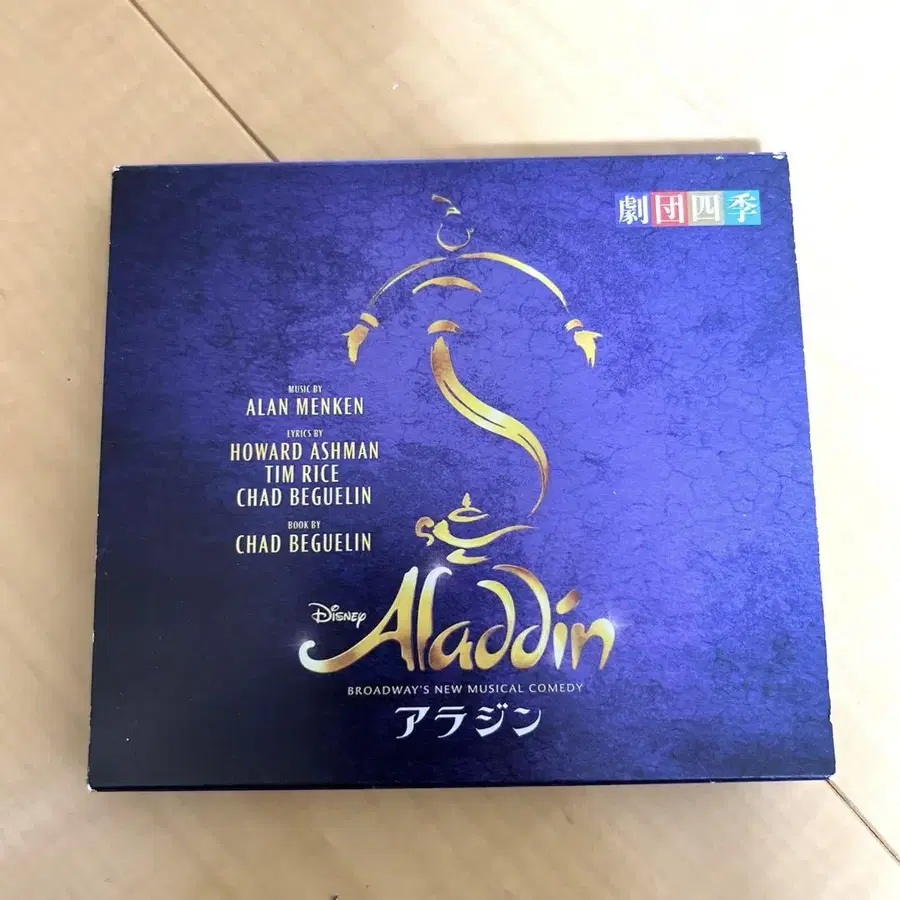 劇団四季
MUSIC BY
ALAN MENKEN
LYRICS BY
HOWARD ASHMAN
TIM RICE
CHAD BEGUELIN
BOOK BY
CHAD BEGUELIN
Disney
Aladdin
BROADWAY'S NEW MUSICAL COMEDY
アラジン